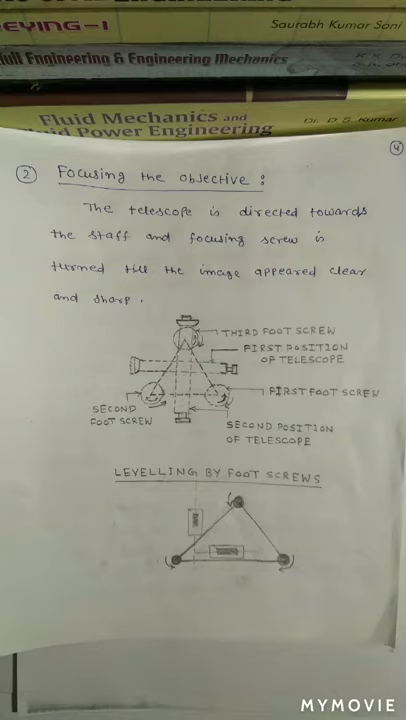 EYING-I
Saurabh Kumar Soni
Civil Engineering & Engineering Mechanics
Fluid Mechanics and
Fluid Power Engineering
Dr. D. S. Kumar
4
2 Focusing the objective :
The telescope is directed towards
the staff and focusing screw is
turned till the image appeared clear
and sharp.
THIRD FOOT SCREW
FIRST POSITION
OF TELESCOPE
FIRST FOOT SCREW
SECOND
FOOT SCREW
SECOND POSITION
OF TELESCOPE
LEVELLING BY FOOT SCREWS
MYMOVIE